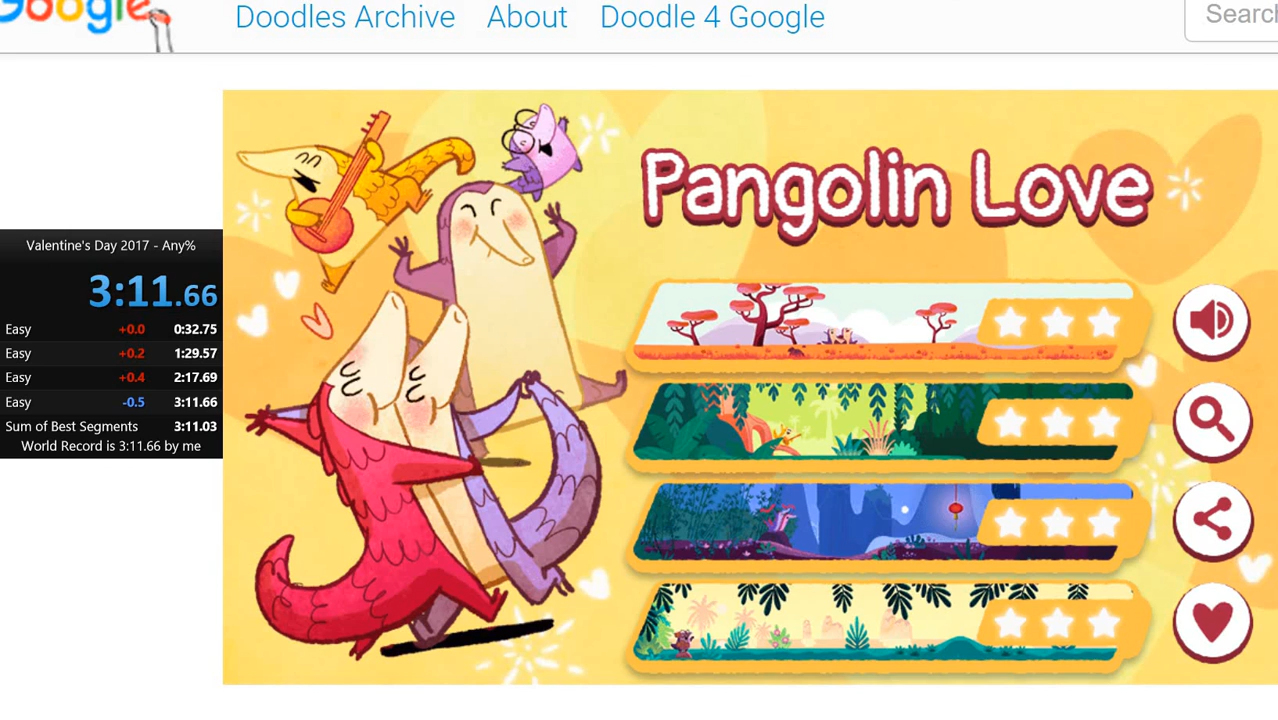 Google
Doodles Archive About Doodle 4 Google
Search
Pangolin Love
Valentine's Day 2017 - Any%
3:11.66
Easy +0.0 0:32.75
Easy +0.2 1:29.57
Easy +0.4 2:17.69
Easy -0.5 3:11.66
Sum of Best Segments 3:11.03
World Record is 3:11.66 by me